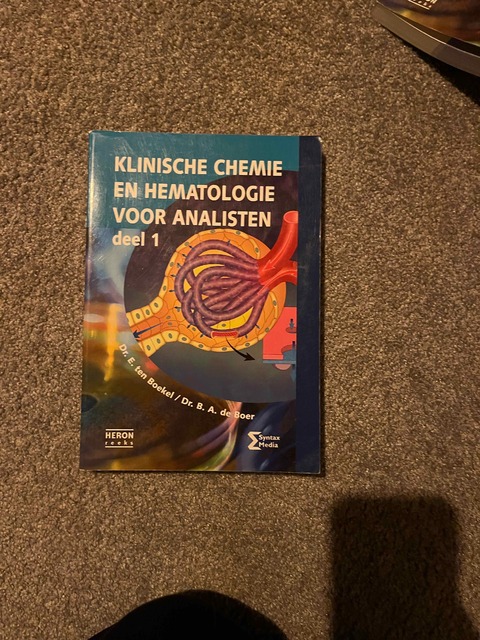 KLINISCHE CHEMIE
EN HEMATOLOGIE
VOOR ANALISTEN
deel 1
Dr. E. ten Boekel / Dr. B. A. de Boer
HERON
reeks
Syntax
Media